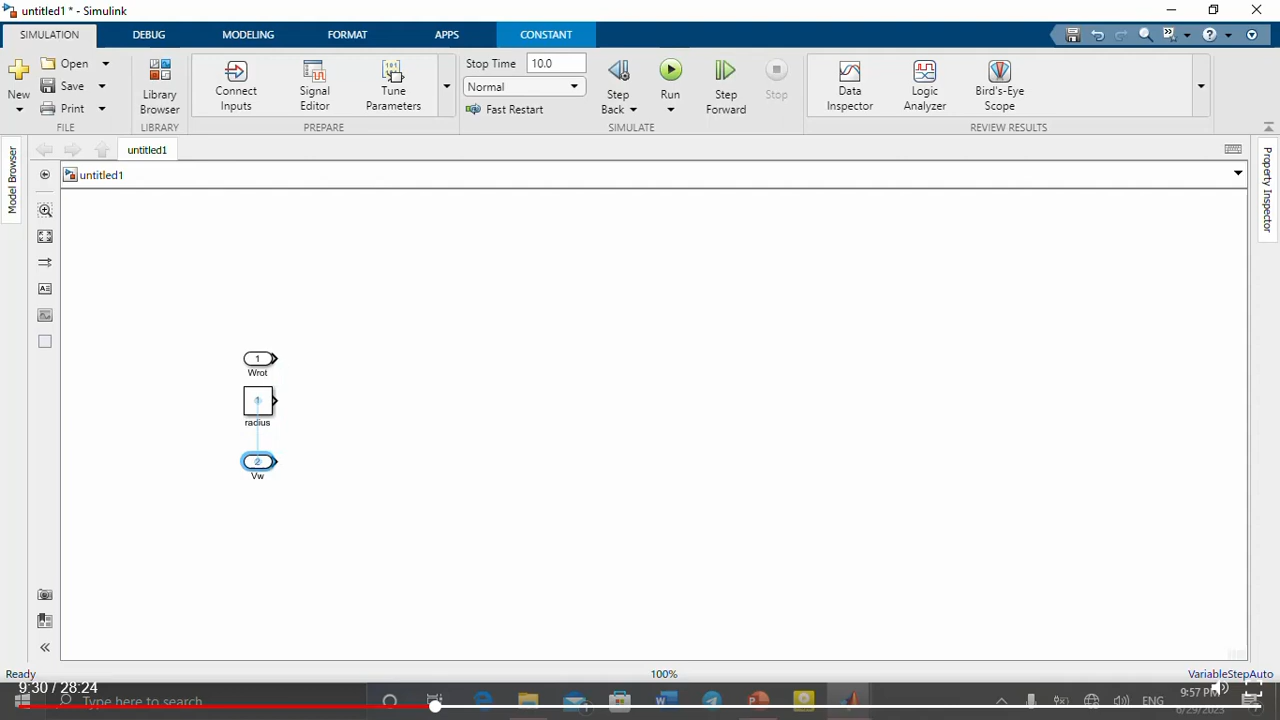 untitled1 * - Simulink
SIMULATION DEBUG MODELING FORMAT APPS CONSTANT
New
Open
Save
Print
FILE
Library
Browser
LIBRARY
Connect
Inputs
Signal
Editor
Tune
Parameters
PREPARE
Stop Time 10.0
Normal
Fast Restart
Step
Back
Run
Step
Forward
Stop
SIMULATE
Data
Inspector
Logic
Analyzer
Bird's-Eye
Scope
REVIEW RESULTS
Model Browser
untitled1
untitled1
Property Inspector
1
Wrot
1
radius
2
Vw
Ready 100% VariableStepAuto
9:30 / 28:24
Type here to search
ENG
9:57 PM
6/29/2023